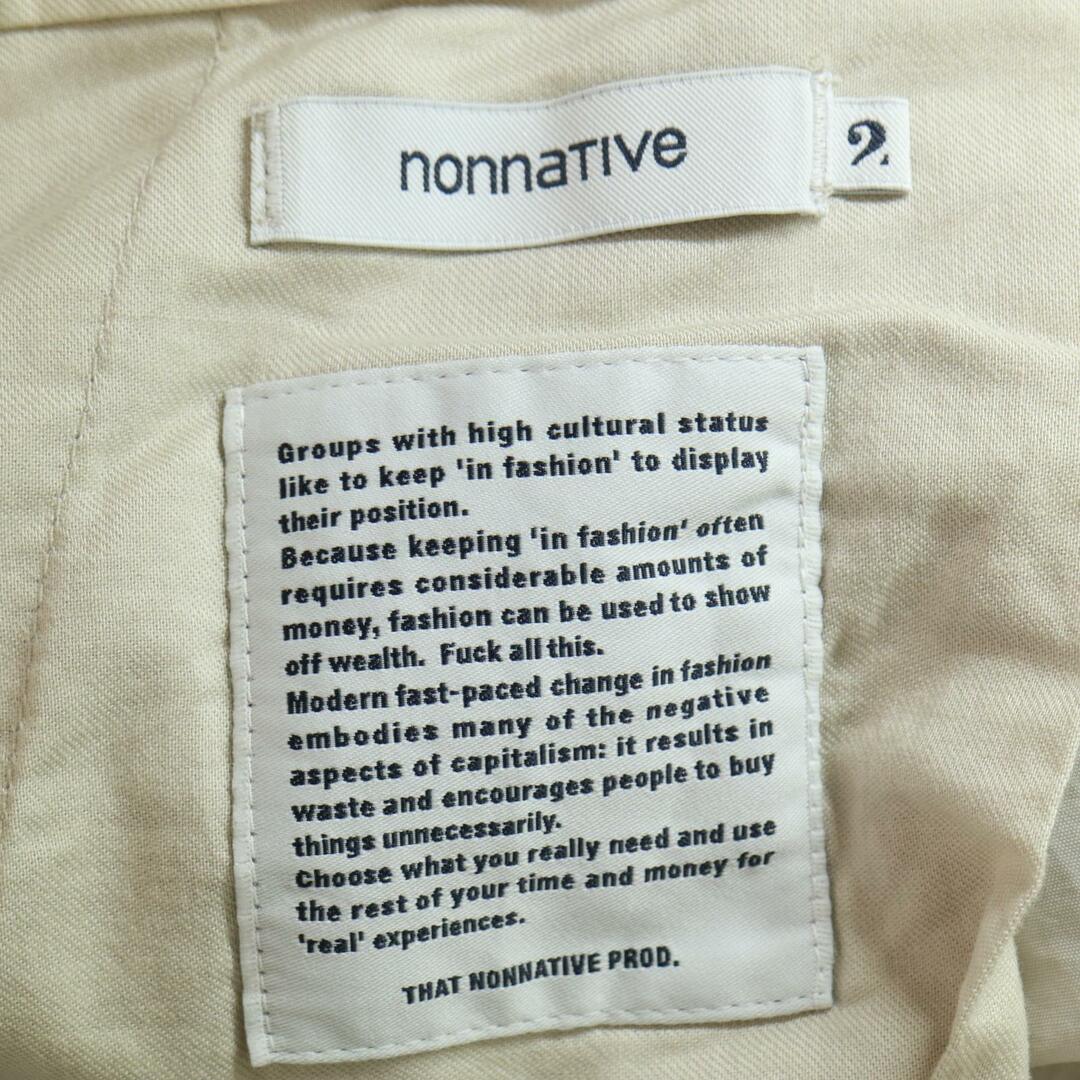 nonnaTIve
2
Groups with high cultural status
like to keep 'in fashion' to display
their position.
Because keeping 'in fashion' often
requires considerable amounts of
money, fashion can be used to show
off wealth. Fuck all this.
Modern fast-paced change in fashion
embodies many of the negative
aspects of capitalism: it results in
waste and encourages people to buy
things unnecessarily.
Choose what you really need and use
the rest of your time and money for
'real' experiences.
THAT NONNATIVE PROD.